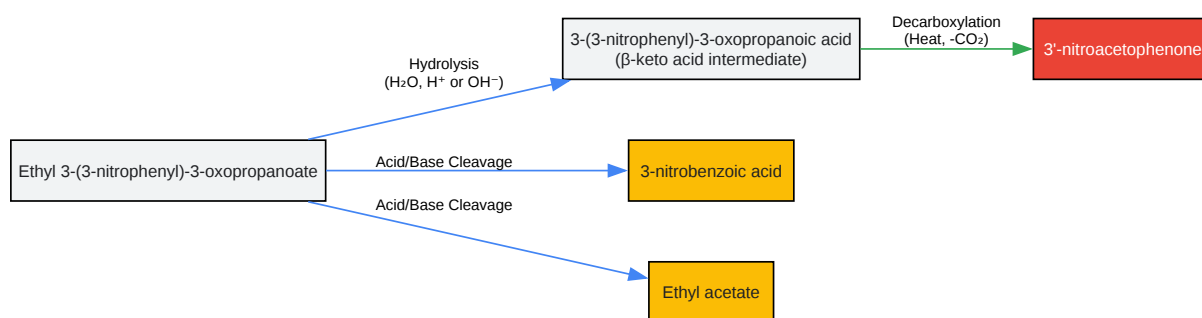 Decarboxylation
(Heat, -CO₂)
3-(3-nitrophenyl)-3-oxopropanoic acid
(β-keto acid intermediate)
3'-nitroacetophenone
Hydrolysis
(H₂O, H⁺ or OH⁻)
Ethyl 3-(3-nitrophenyl)-3-oxopropanoate
Acid/Base Cleavage
3-nitrobenzoic acid
Acid/Base Cleavage
Ethyl acetate